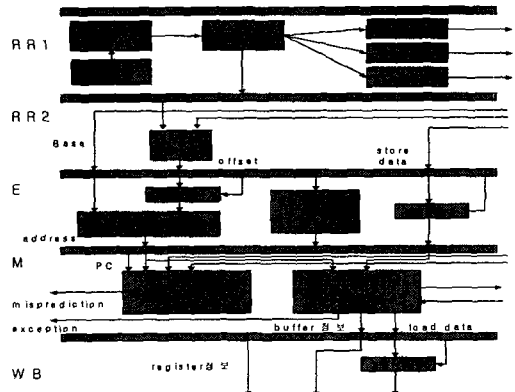 RR1
RR2
Base
offset
store
data
E
address
M
PC
misprediction
exception
buffer 정보
load data
register정보
WB